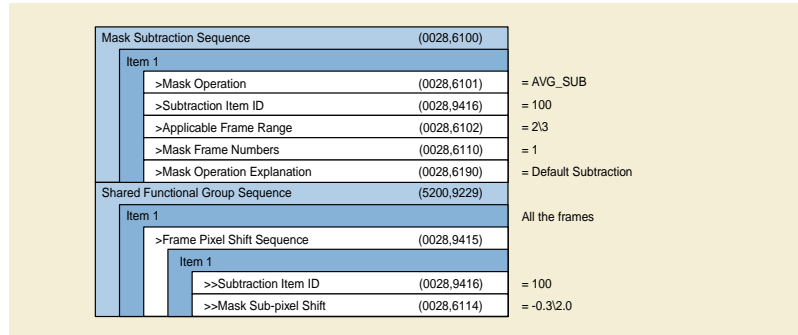 Mask Subtraction Sequence (0028,6100)
Item 1
>Mask Operation (0028,6101) = AVG_SUB
>Subtraction Item ID (0028,9416) = 100
>Applicable Frame Range (0028,6102) = 2\3
>Mask Frame Numbers (0028,6110) = 1
>Mask Operation Explanation (0028,6190) = Default Subtraction
Shared Functional Group Sequence (5200,9229)
Item 1 All the frames
>Frame Pixel Shift Sequence (0028,9415)
Item 1
>>Subtraction Item ID (0028,9416) = 100
>>Mask Sub-pixel Shift (0028,6114) = -0.3\2.0